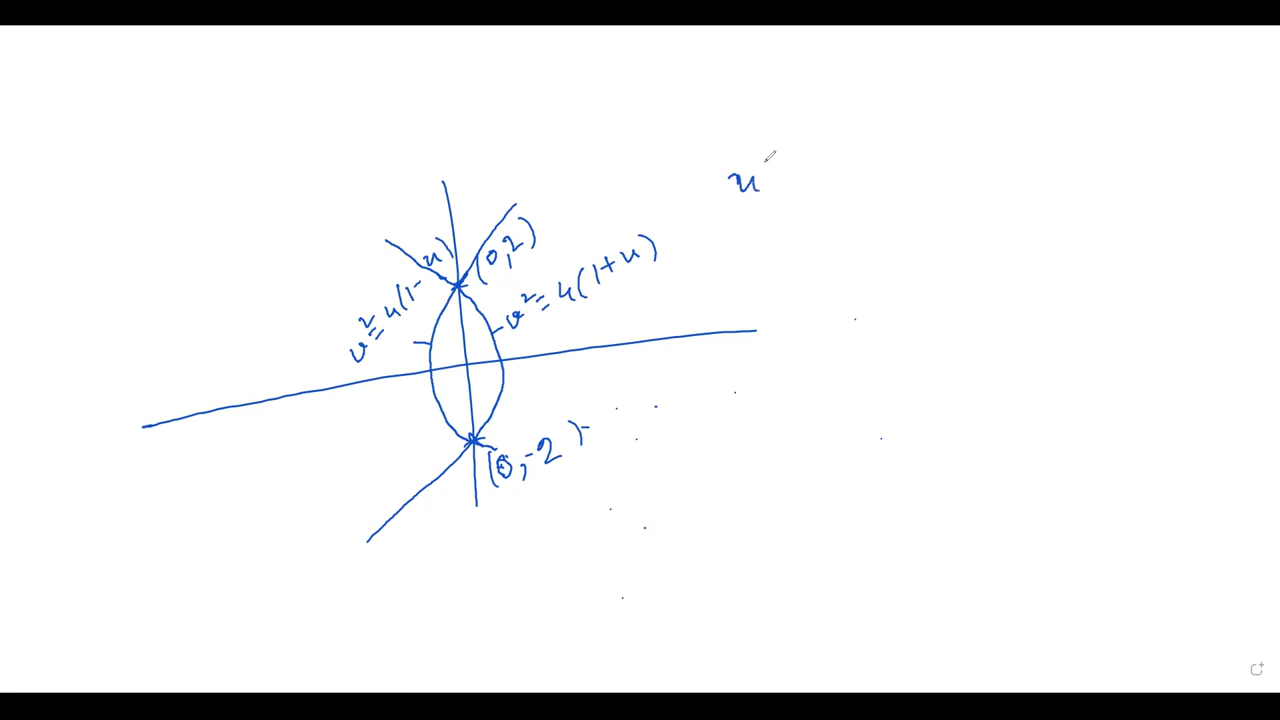 u
(0,2)
v² = 4(1-u)
v² = 4(1+u)
(0,-2)